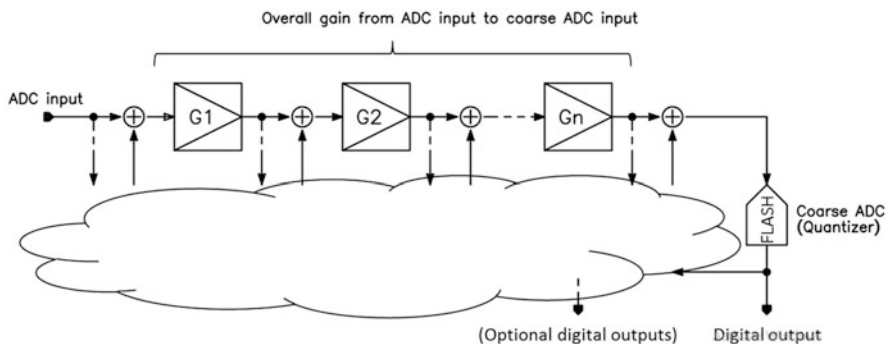 Overall gain from ADC input to coarse ADC input
ADC input
G1
G2
Gn
FLASH
Coarse ADC
(Quantizer)
(Optional digital outputs)
Digital output